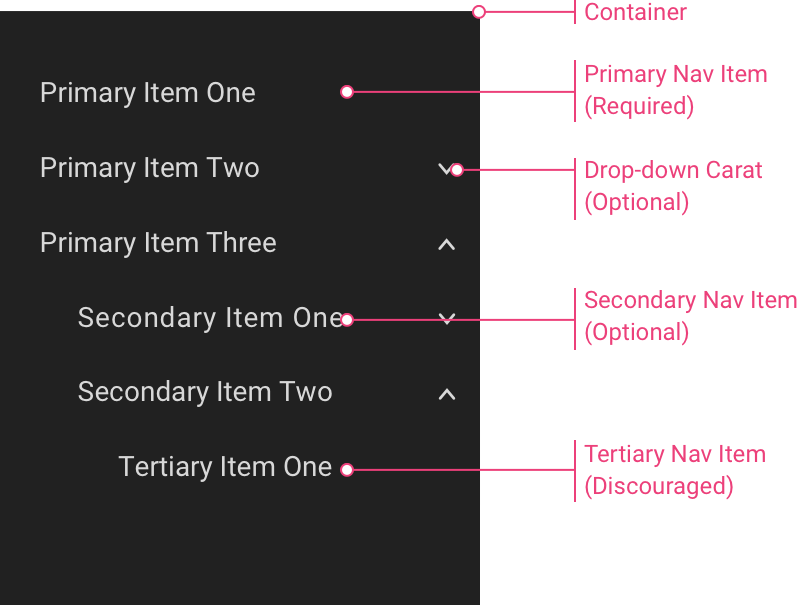 Container
Primary Item One
Primary Nav Item
(Required)
Primary Item Two
Drop-down Carat
(Optional)
Primary Item Three
Secondary Item One
Secondary Nav Item
(Optional)
Secondary Item Two
Tertiary Item One
Tertiary Nav Item
(Discouraged)